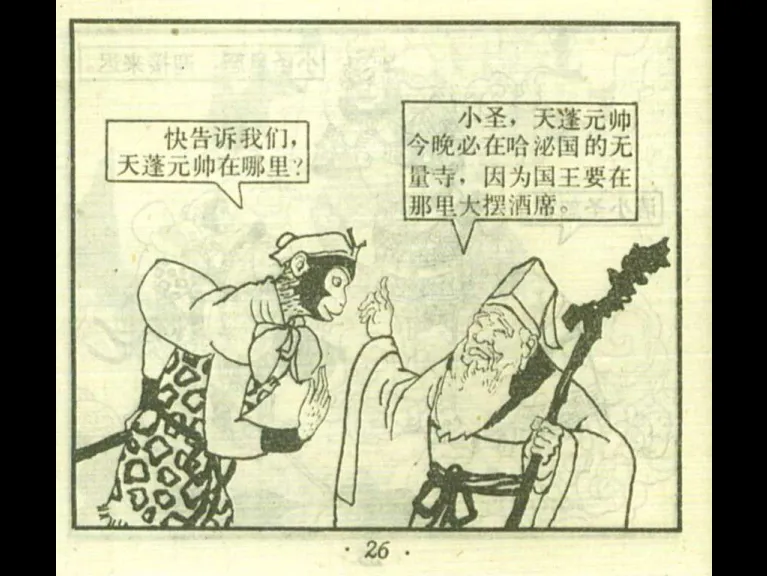 快告诉我们，
天蓬元帅在哪里？
小圣，天蓬元帅
今晚必在哈泌国的无
量寺，因为国王要在
那里大摆酒席。
· 26 ·